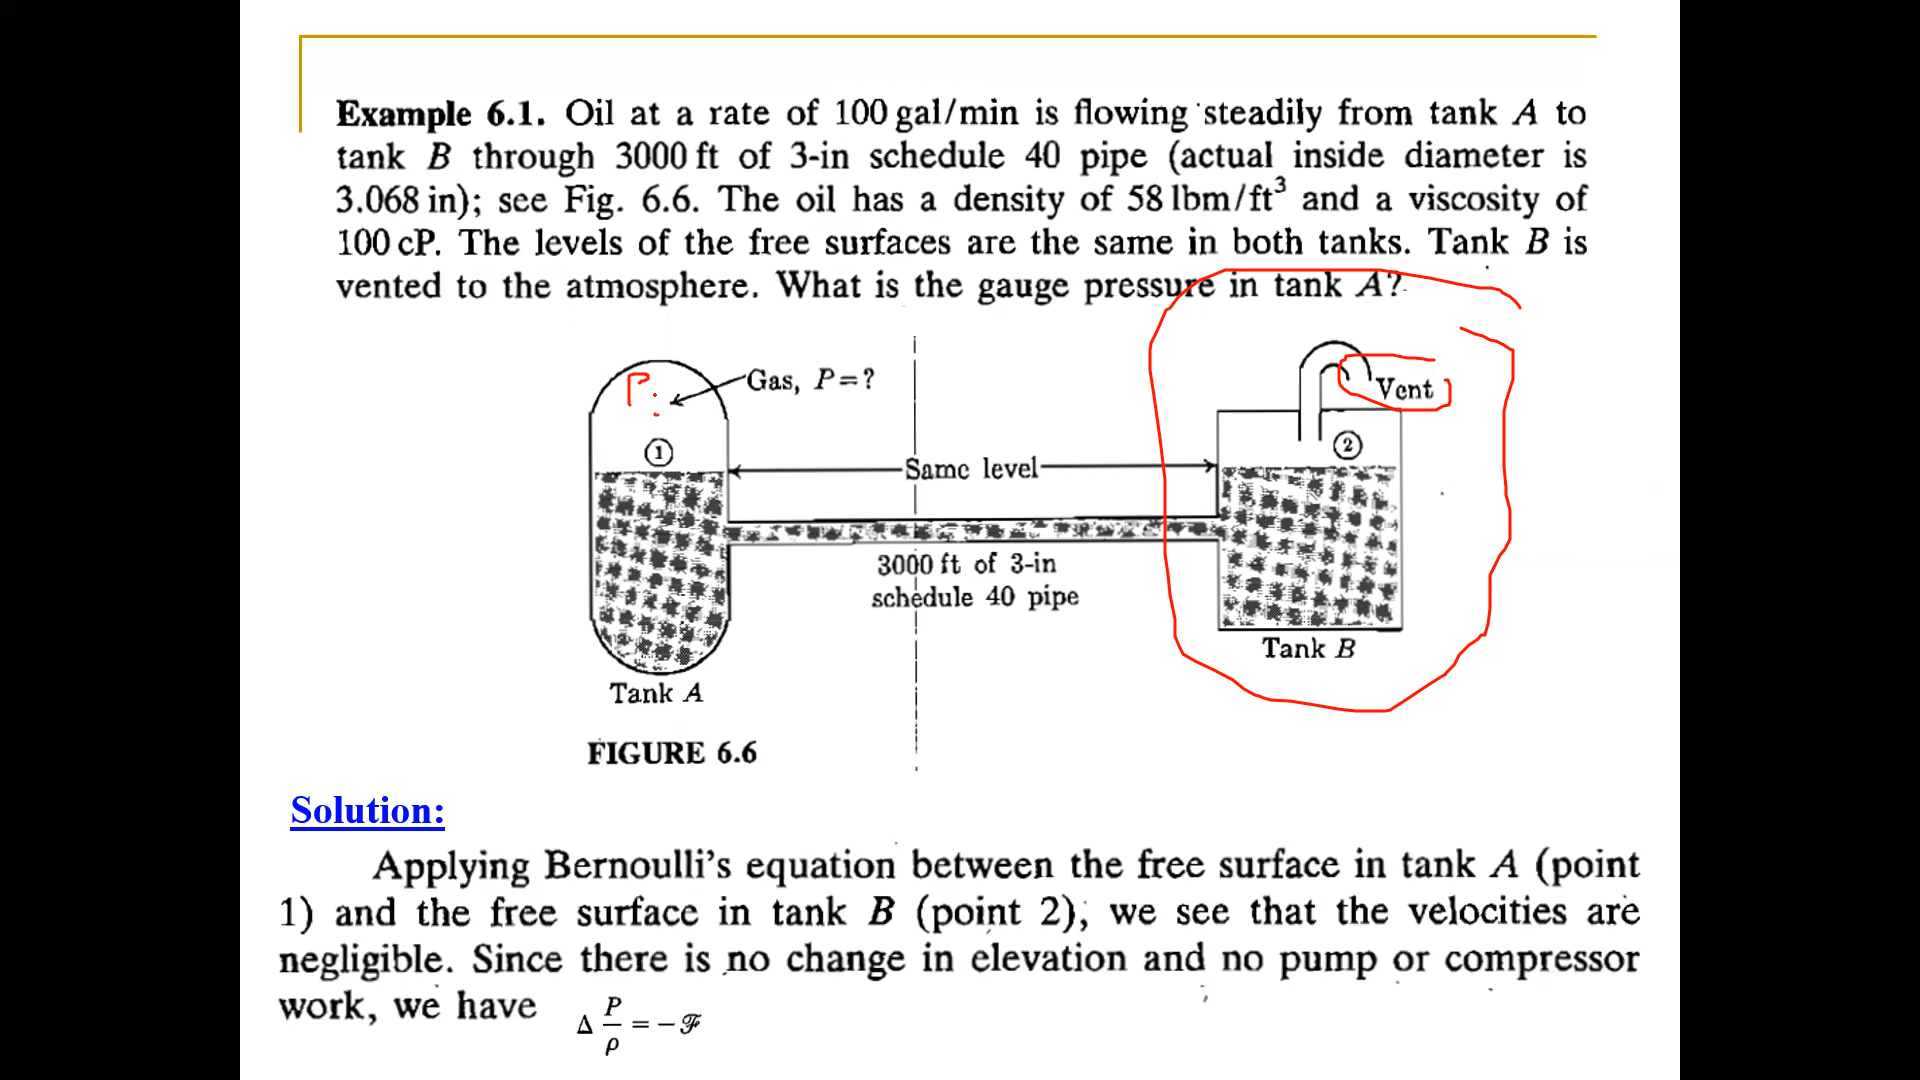 Example 6.1. Oil at a rate of 100 gal/min is flowing steadily from tank A to
tank B through 3000 ft of 3-in schedule 40 pipe (actual inside diameter is
3.068 in); see Fig. 6.6. The oil has a density of 58 lbm/ft³ and a viscosity of
100 cP. The levels of the free surfaces are the same in both tanks. Tank B is
vented to the atmosphere. What is the gauge pressure in tank A?
P:
Gas, P=?
Vent
①
②
Same level
3000 ft of 3-in
schedule 40 pipe
Tank B
Tank A
FIGURE 6.6
Solution:
Applying Bernoulli's equation between the free surface in tank A (point
1) and the free surface in tank B (point 2), we see that the velocities are
negligible. Since there is no change in elevation and no pump or compressor
work, we have
Δ P/ρ = − ℱ